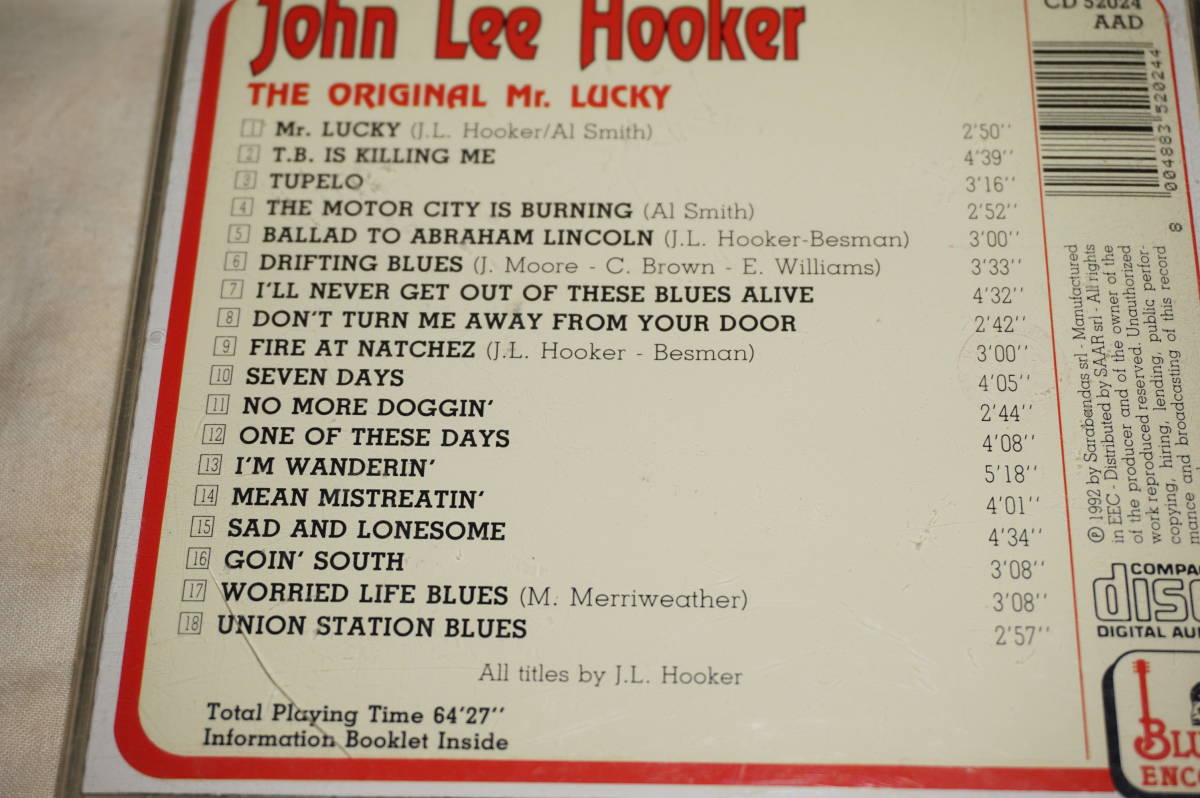 John Lee Hooker
THE ORIGINAL Mr. LUCKY
1 Mr. LUCKY (J.L. Hooker/Al Smith) 2'50''
2 T.B. IS KILLING ME 4'39''
3 TUPELO 3'16''
4 THE MOTOR CITY IS BURNING (Al Smith) 2'52''
5 BALLAD TO ABRAHAM LINCOLN (J.L. Hooker-Besman) 3'00''
6 DRIFTING BLUES (J. Moore - C. Brown - E. Williams) 3'33''
7 I'LL NEVER GET OUT OF THESE BLUES ALIVE 4'32''
8 DON'T TURN ME AWAY FROM YOUR DOOR 2'42''
9 FIRE AT NATCHEZ (J.L. Hooker - Besman) 3'00''
10 SEVEN DAYS 4'05''
11 NO MORE DOGGIN' 2'44''
12 ONE OF THESE DAYS 4'08''
13 I'M WANDERIN' 5'18''
14 MEAN MISTREATIN' 4'01''
15 SAD AND LONESOME 4'34''
16 GOIN' SOUTH 3'08''
17 WORRIED LIFE BLUES (M. Merriweather) 3'08''
18 UNION STATION BLUES 2'57''
All titles by J.L. Hooker
Total Playing Time 64'27''
Information Booklet Inside
CD 52024
AAD
8 004883 520244
℗ 1992 by Sarabandas srl - Manufactured
in EEC - Distributed by SAAR srl - All rights
of the producer and of the owner of the
work reproduced reserved. Unauthorized
copying, hiring, lending, public perfor-
mance and broadcasting of this record
COMPA
disc
DIGITAL AU
BLU
ENCO